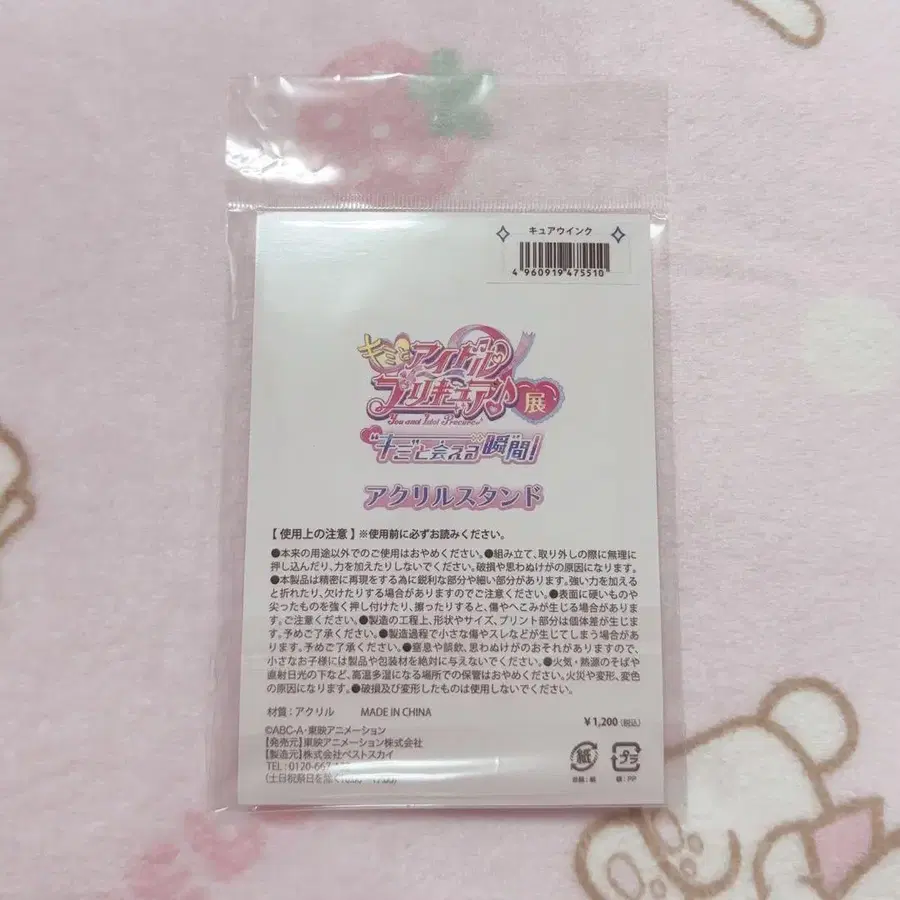 キュアウインク
4 960919 475510
キミとアイドル
プリキュア♪
You and Idol Precure
展
“キミ”と会える瞬間!
アクリルスタンド
【使用上の注意】※使用前に必ずお読みください。
●本来の用途以外でのご使用はおやめください。●組み立て、取り外しの際に無理に
押し込んだり、力を加えたりしないでください。破損や思わぬけがの原因になります。
●本製品は精密に再現をする為に鋭利な部分や細い部分があります。強い力を加える
と折れたり、欠けたりする場合がありますのでご注意ください。●表面に硬いものや
尖ったものを強く押し付けたり、擦ったりすると、傷やへこみが生じる場合がありま
す。ご注意ください。●製造の工程上、形状やサイズ、プリント部分は個体差が生じま
す。予めご了承ください。●製造過程で小さな傷やスレなどが生じてしまう場合があ
ります。予めご了承ください。●窒息や誤飲、思わぬけがのおそれがありますので、
小さなお子様には製品や包装材を絶対に与えないでください。●火気・熱源のそばや
直射日光の下など、高温多湿になる場所での保管はおやめください。火災や変形、変色
の原因になります。●破損及び変形したものは使用しないでください。
材質:アクリル MADE IN CHINA
¥1,200(税込)
©ABC-A・東映アニメーション
【発売元】東映アニメーション株式会社
【製造元】株式会社ベストスカイ
TEL:0120-667
(土日祝祭日を除く
紙
プラ
台紙:紙
袋:PP